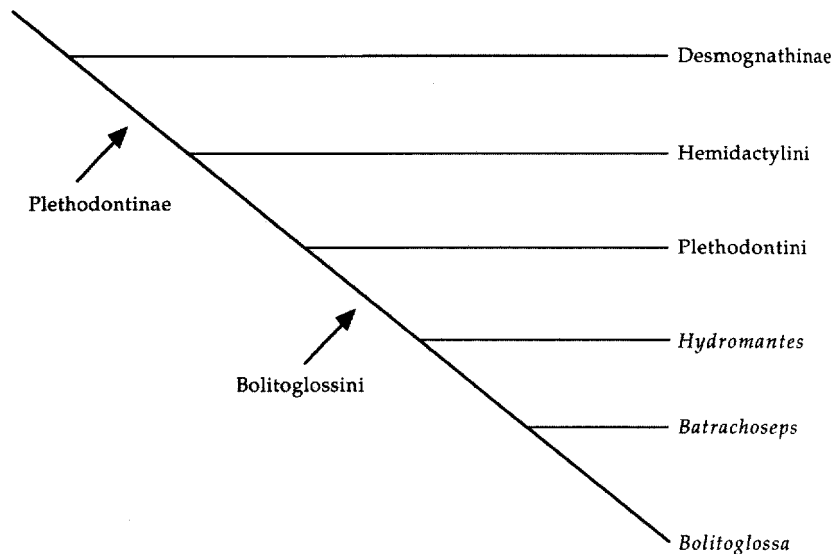 Desmognathinae
Hemidactylini
Plethodontinae
Plethodontini
Hydromantes
Bolitoglossini
Batrachoseps
Bolitoglossa